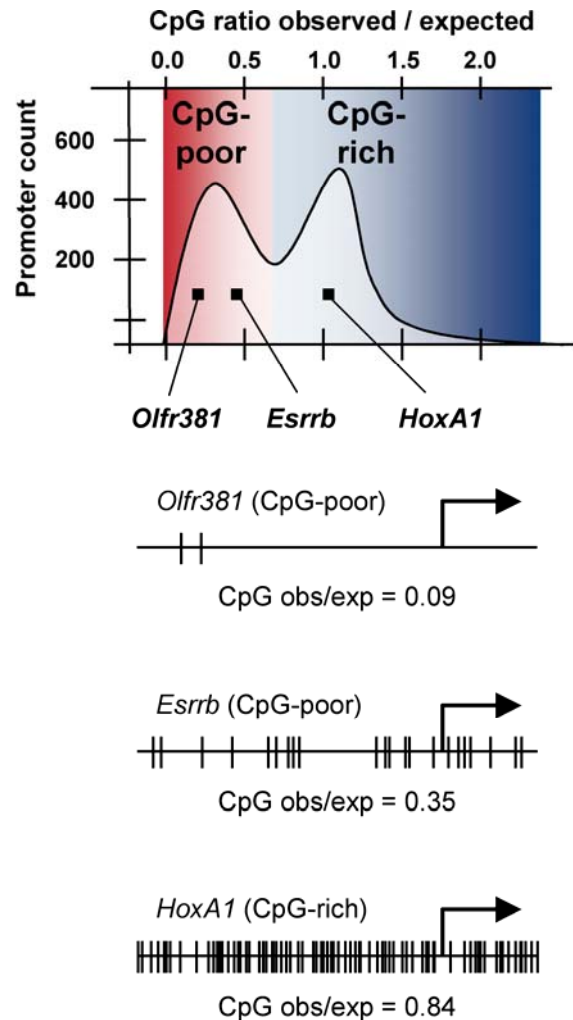 CpG ratio observed / expected
0.0 0.5 1.0 1.5 2.0
CpG-
poor
CpG-
rich
Promoter count
600
400
200
Olfr381 Esrrb HoxA1
Olfr381 (CpG-poor)
CpG obs/exp = 0.09
Esrrb (CpG-poor)
CpG obs/exp = 0.35
HoxA1 (CpG-rich)
CpG obs/exp = 0.84